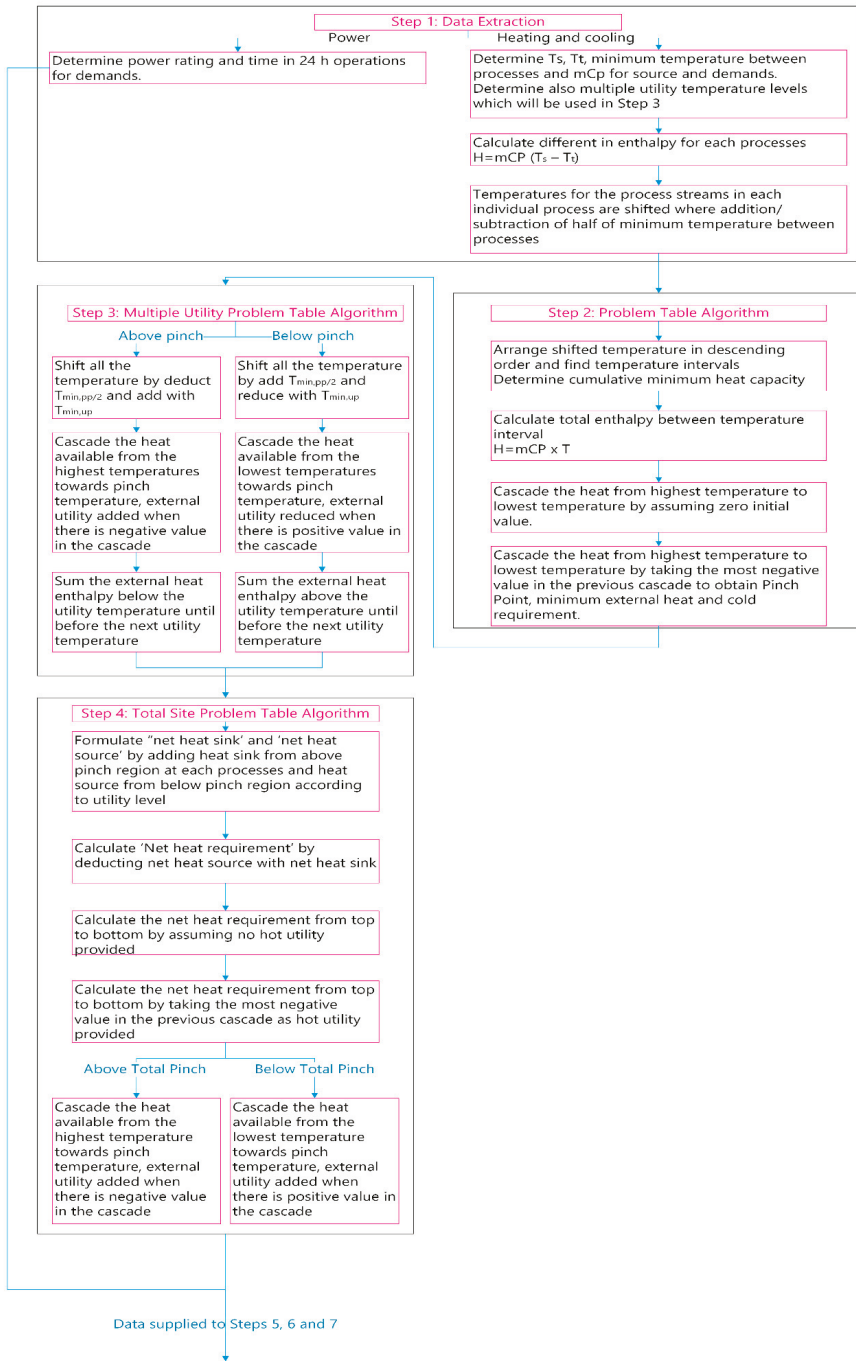 Step 1: Data Extraction
Power
Heating and cooling
Determine power rating and time in 24 h operations
for demands.
Determine Ts, Tt, minimum temperature between
processes and mCp for source and demands.
Determine also multiple utility temperature levels
which will be used in Step 3
Calculate different in enthalpy for each processes
H=mCP (Ts – Tt)
Temperatures for the process streams in each
individual process are shifted where addition/
subtraction of half of minimum temperature between
processes
Step 2: Problem Table Algorithm
Arrange shifted temperature in descending
order and find temperature intervals
Determine cumulative minimum heat capacity
Calculate total enthalpy between temperature
interval
H=mCP x T
Cascade the heat from highest temperature to
lowest temperature by assuming zero initial
value.
Cascade the heat from highest temperature to
lowest temperature by taking the most negative
value in the previous cascade to obtain Pinch
Point, minimum external heat and cold
requirement.
Step 3: Multiple Utility Problem Table Algorithm
Above pinch
Below pinch
Shift all the
temperature by deduct
Tmin,pp/2 and add with
Tmin,up
Cascade the heat
available from the
highest temperatures
towards pinch
temperature, external
utility added when
there is negative value
in the cascade
Sum the external heat
enthalpy below the
utility temperature until
before the next utility
temperature
Shift all the temperature
by add Tmin,pp/2 and
reduce with Tmin,up
Cascade the heat
available from the
lowest temperatures
towards pinch
temperature, external
utility reduced when
there is positive value
in the cascade
Sum the external heat
enthalpy above the
utility temperature until
before the next utility
temperature
Step 4: Total Site Problem Table Algorithm
Formulate “net heat sink’ and ‘net heat
source’ by adding heat sink from above
pinch region at each processes and heat
source from below pinch region according
to utility level
Calculate ‘Net heat requirement’ by
deducting net heat source with net heat sink
Calculate the net heat requirement from top
to bottom by assuming no hot utility
provided
Calculate the net heat requirement from top
to bottom by taking the most negative
value in the previous cascade as hot utility
provided
Above Total Pinch
Below Total Pinch
Cascade the heat
available from the
highest temperature
towards pinch
temperature, external
utility added when
there is negative value
in the cascade
Cascade the heat
available from the
lowest temperature
towards pinch
temperature, external
utility added when
there is positive value in
the cascade
Data supplied to Steps 5, 6 and 7